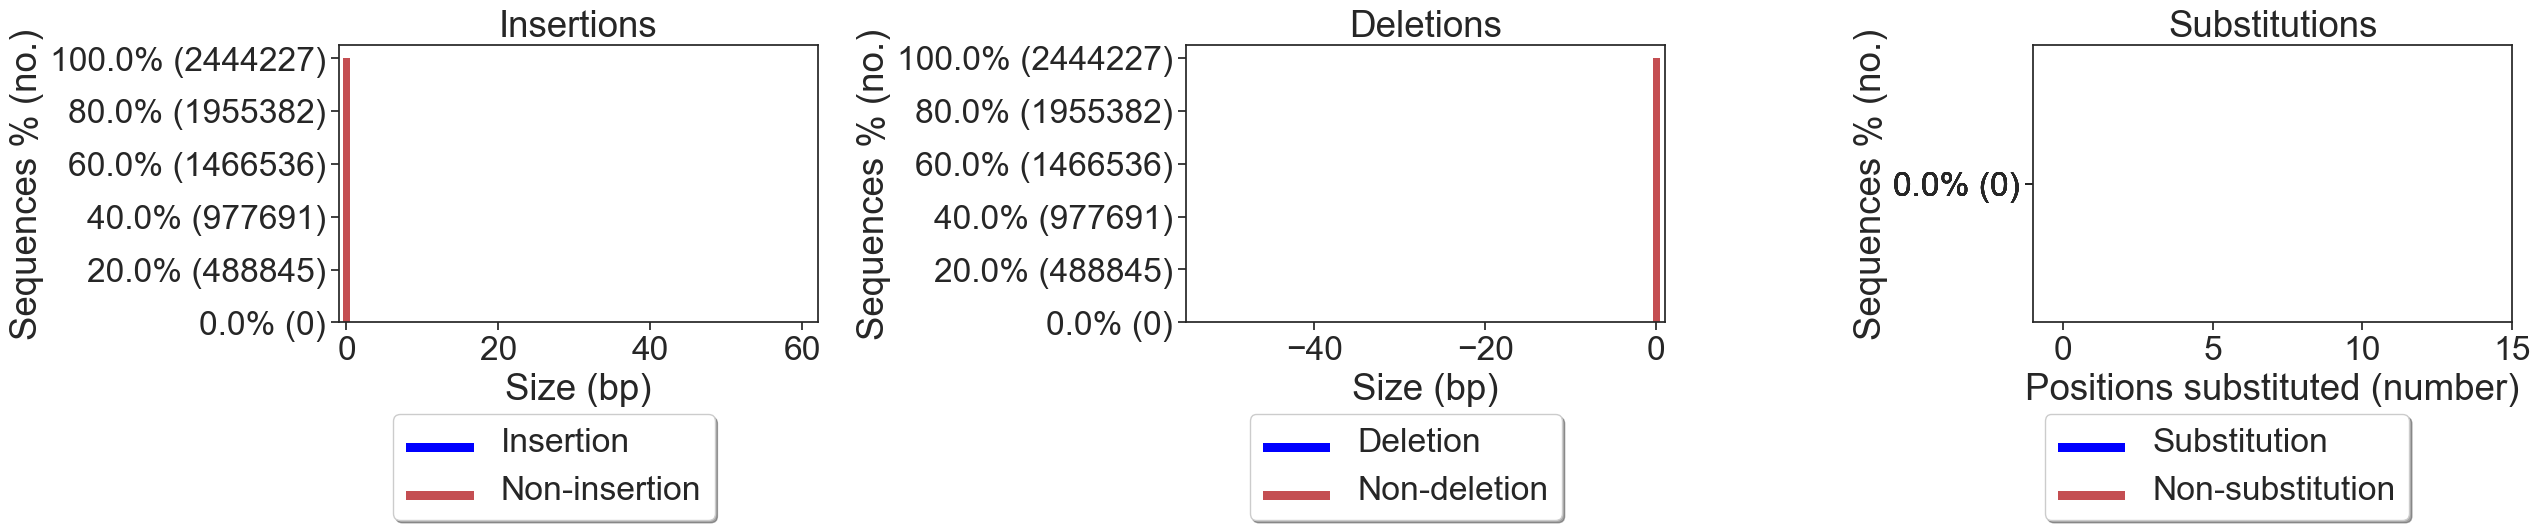 Insertions
Sequences % (no.)
100.0% (2444227)
80.0% (1955382)
60.0% (1466536)
40.0% (977691)
20.0% (488845)
0.0% (0)
0 20 40 60
Size (bp)
Insertion
Non-insertion
Deletions
Sequences % (no.)
100.0% (2444227)
80.0% (1955382)
60.0% (1466536)
40.0% (977691)
20.0% (488845)
0.0% (0)
−40 −20 0
Size (bp)
Deletion
Non-deletion
Substitutions
Sequences % (no.)
0.0% (0)
0 5 10 15
Positions substituted (number)
Substitution
Non-substitution